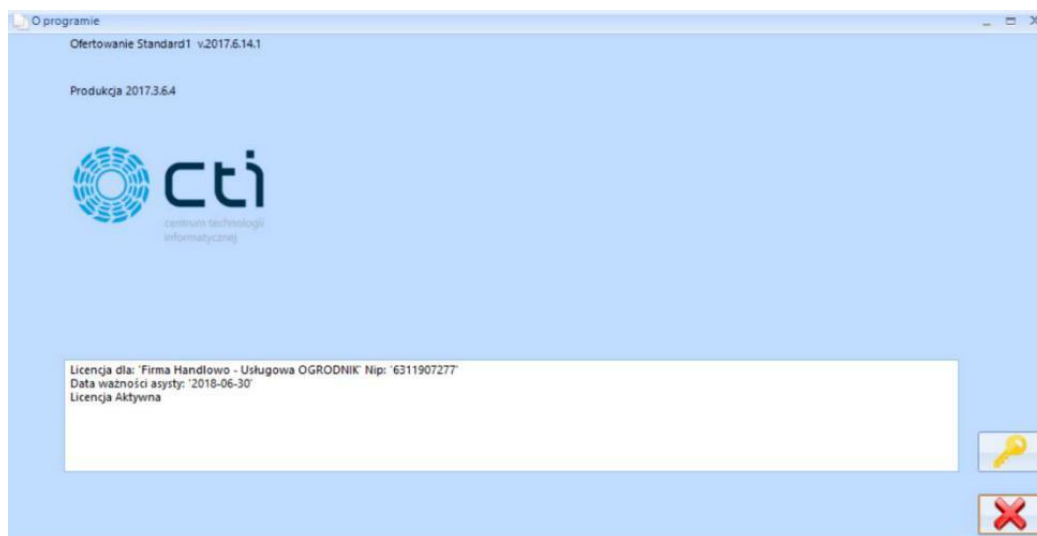 O programie
Ofertowanie Standard1 v.2017.6.14.1
Produkcja 2017.3.6.4
cti
centrum technologii
informatycznej
Licencja dla: 'Firma Handlowo - Usługowa OGRODNIK' Nip: '6311907277'
Data ważności asysty: '2018-06-30'
Licencja Aktywna